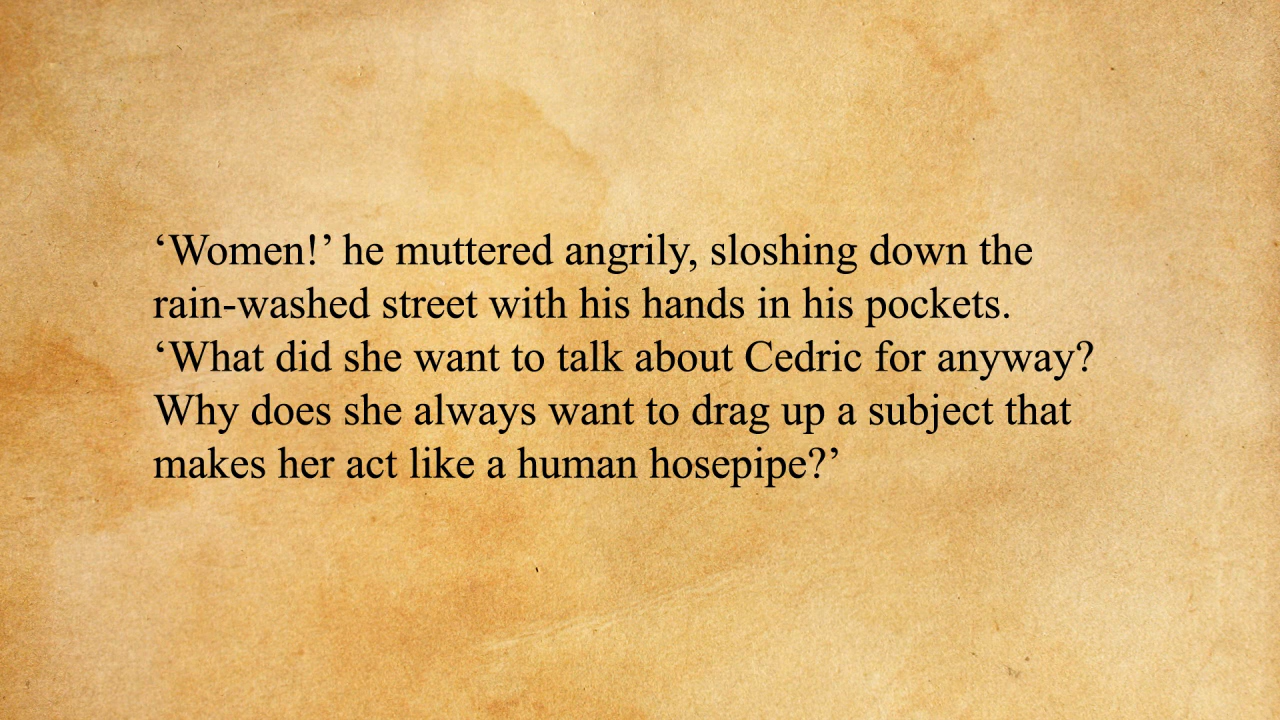 ‘Women!’ he muttered angrily, sloshing down the
rain-washed street with his hands in his pockets.
‘What did she want to talk about Cedric for anyway?
Why does she always want to drag up a subject that
makes her act like a human hosepipe?’